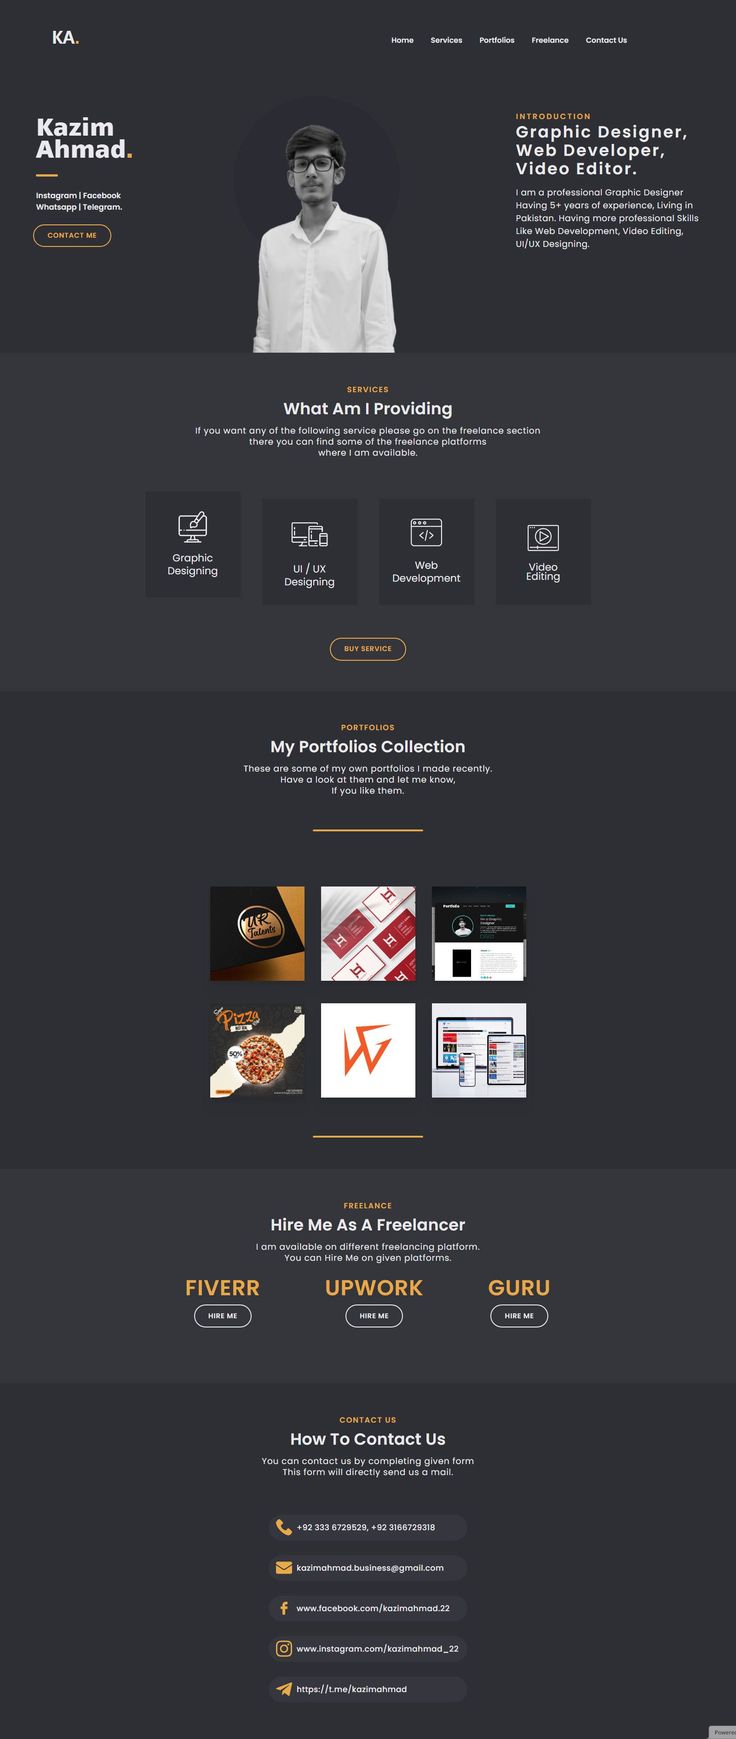 KA.
Home Services Portfolios Freelance Contact Us
Kazim
Ahmad.
Instagram | Facebook
Whatsapp | Telegram.
CONTACT ME
INTRODUCTION
Graphic Designer,
Web Developer,
Video Editor.
I am a professional Graphic Designer
Having 5+ years of experience, Living in
Pakistan. Having more professional Skills
Like Web Development, Video Editing,
UI/UX Designing.
SERVICES
What Am I Providing
If you want any of the following service please go on the freelance section
there you can find some of the freelance platforms
where I am available.
Graphic
Designing
UI / UX
Designing
</>
Web
Development
Video
Editing
BUY SERVICE
PORTFOLIOS
My Portfolios Collection
These are some of my own portfolios I made recently.
Have a look at them and let me know,
If you like them.
UR
Talents
Portfolio
Pizza
50%
FREELANCE
Hire Me As A Freelancer
I am available on different freelancing platform.
You can Hire Me on given platforms.
FIVERR UPWORK GURU
HIRE ME HIRE ME HIRE ME
CONTACT US
How To Contact Us
You can contact us by completing given form
This form will directly send us a mail.
+92 333 6729529, +92 3166729318
kazimahmad.business@gmail.com
www.facebook.com/kazimahmad.22
www.instagram.com/kazimahmad_22
https://t.me/kazimahmad
Powered